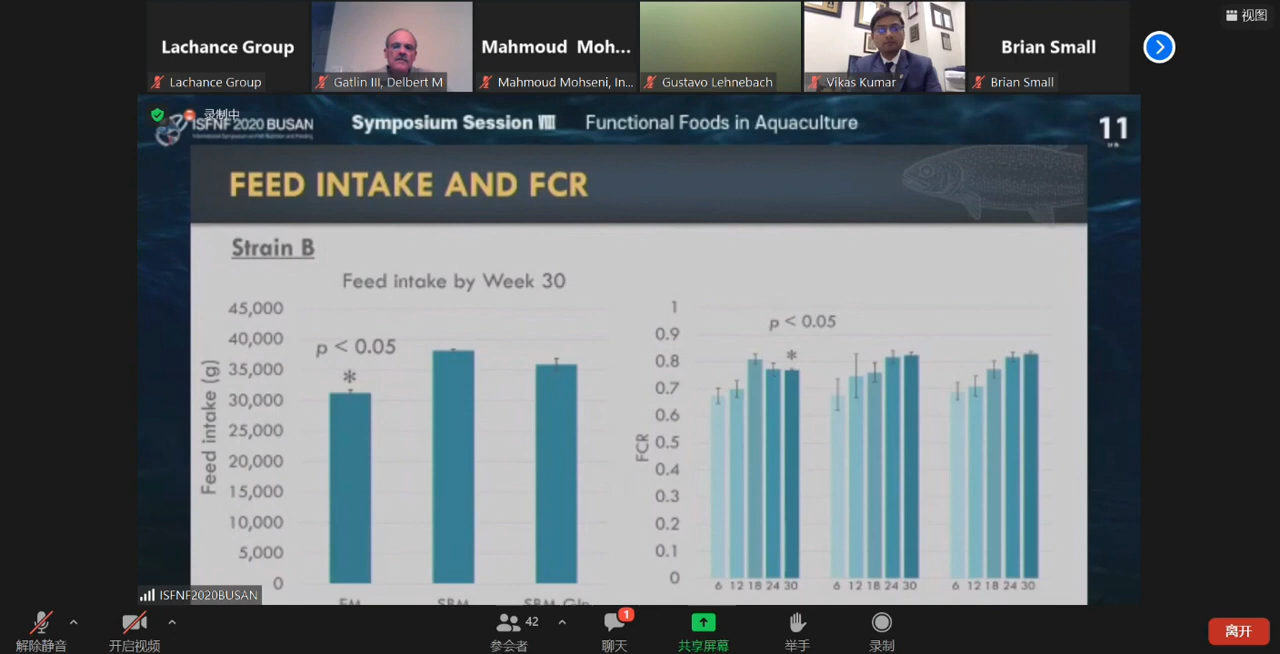 Lachance Group
Mahmoud Moh...
Brian Small
视图
Lachance Group
Gatlin III, Delbert M
Mahmoud Mohseni, In...
Gustavo Lehnebach
Vikas Kumar
Brian Small
录制中
ISFNF2020 BUSAN
Symposium Session Ⅷ
Functional Foods in Aquaculture
11
FEED INTAKE AND FCR
Strain B
Feed intake by Week 30
45,000
40,000
35,000
30,000
25,000
20,000
15,000
10,000
5,000
0
Feed intake (g)
p < 0.05
*
FM
SBM
SBM-Gln
1
0.9
0.8
0.7
0.6
0.5
0.4
0.3
0.2
0.1
0
FCR
p < 0.05
*
6 12 18 24 30
6 12 18 24 30
6 12 18 24 30
ISFNF2020BUSAN
解除静音
开启视频
42
参会者
1
聊天
共享屏幕
举手
录制
离开